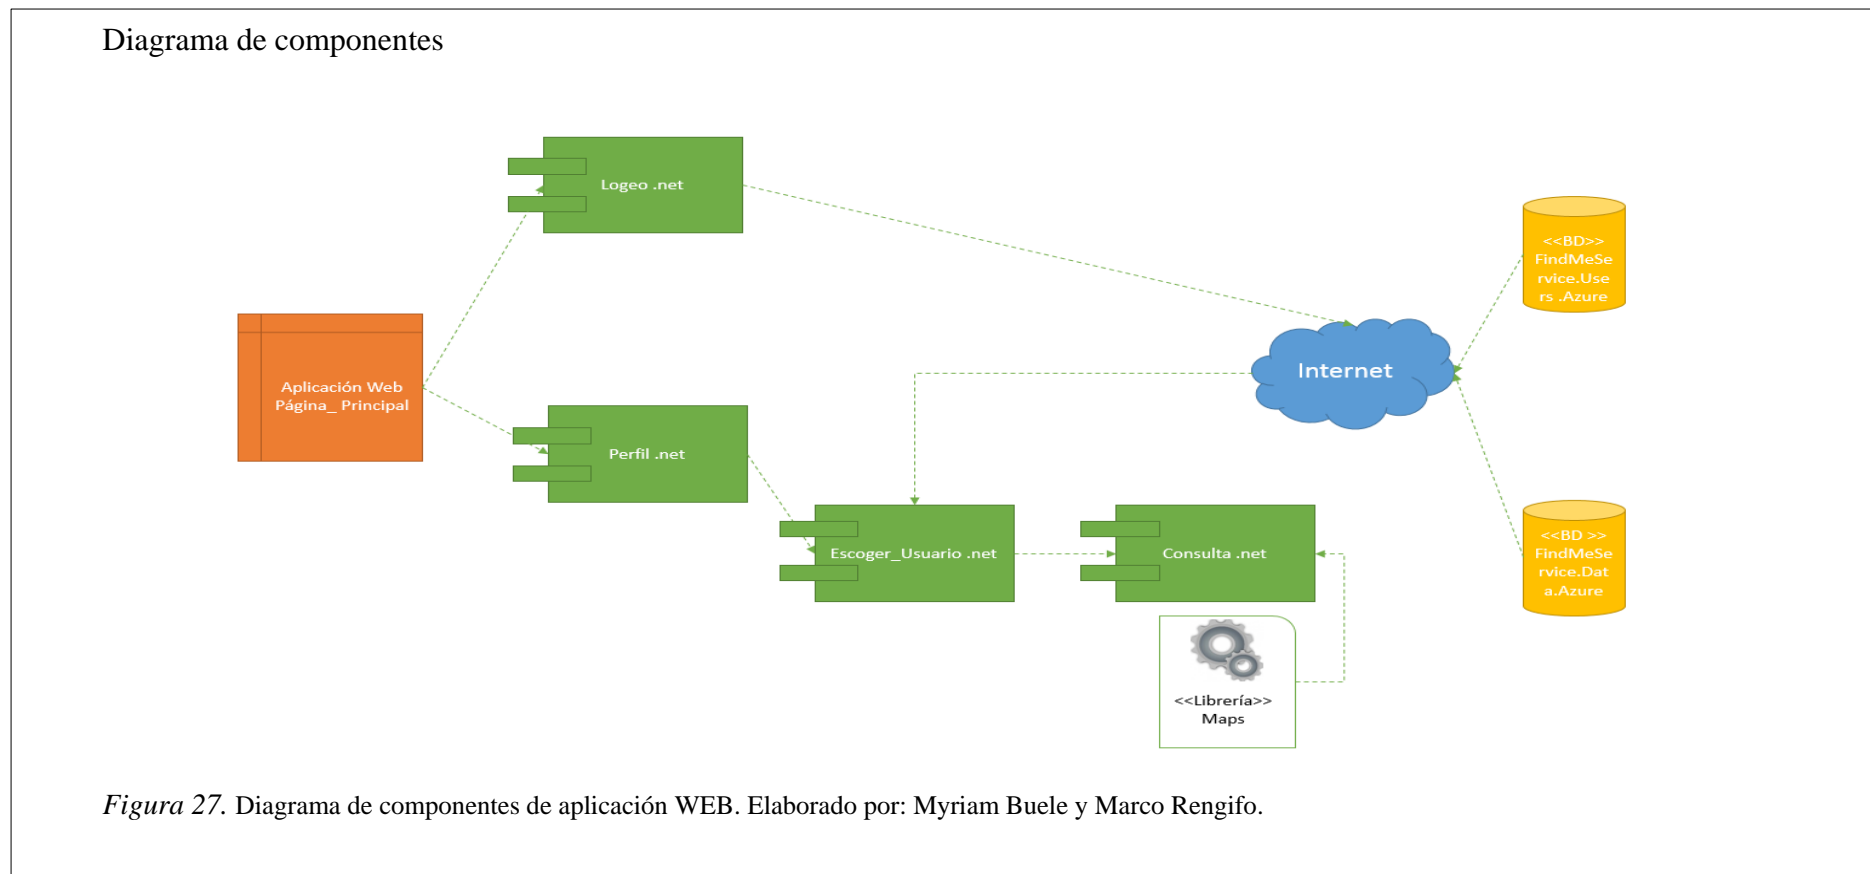 Diagrama de componentes
Logeo .net
<<BD>>
FindMeSe
rvice.Use
rs .Azure
Aplicación Web
Página_ Principal
Internet
Perfil .net
Escoger_Usuario .net
Consulta .net
<<BD >>
FindMeSe
rvice.Dat
a.Azure
<<Librería>>
Maps
Figura 27. Diagrama de componentes de aplicación WEB. Elaborado por: Myriam Buele y Marco Rengifo.